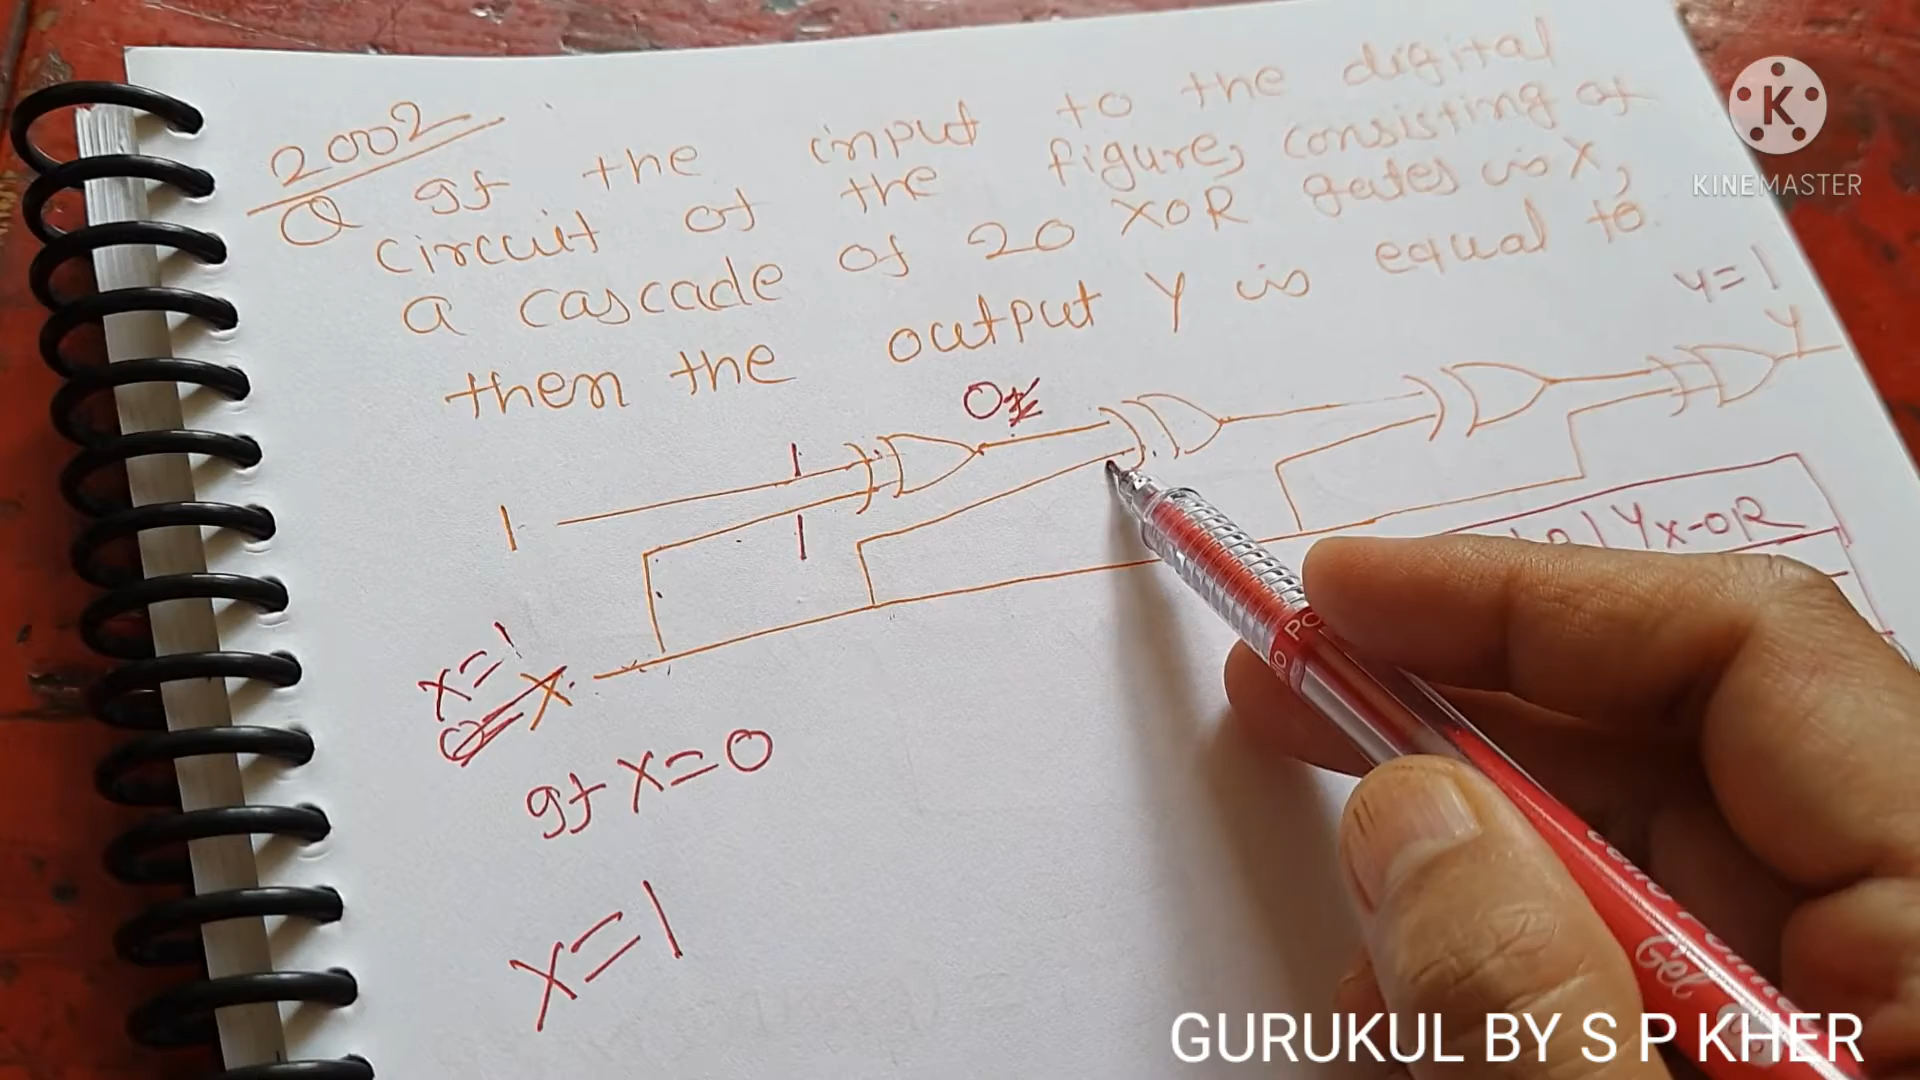 2002
Q If the input to the digital
circuit of the figure, consisting of
a cascade of 20 XOR gates is X,
then the output Y is equal to.
Y=1
Y
0
1
1
1
Y X-OR
X=1
0=X
If X=0
X=1
K
KINEMASTER
Gel
GURUKUL BY S P KHER